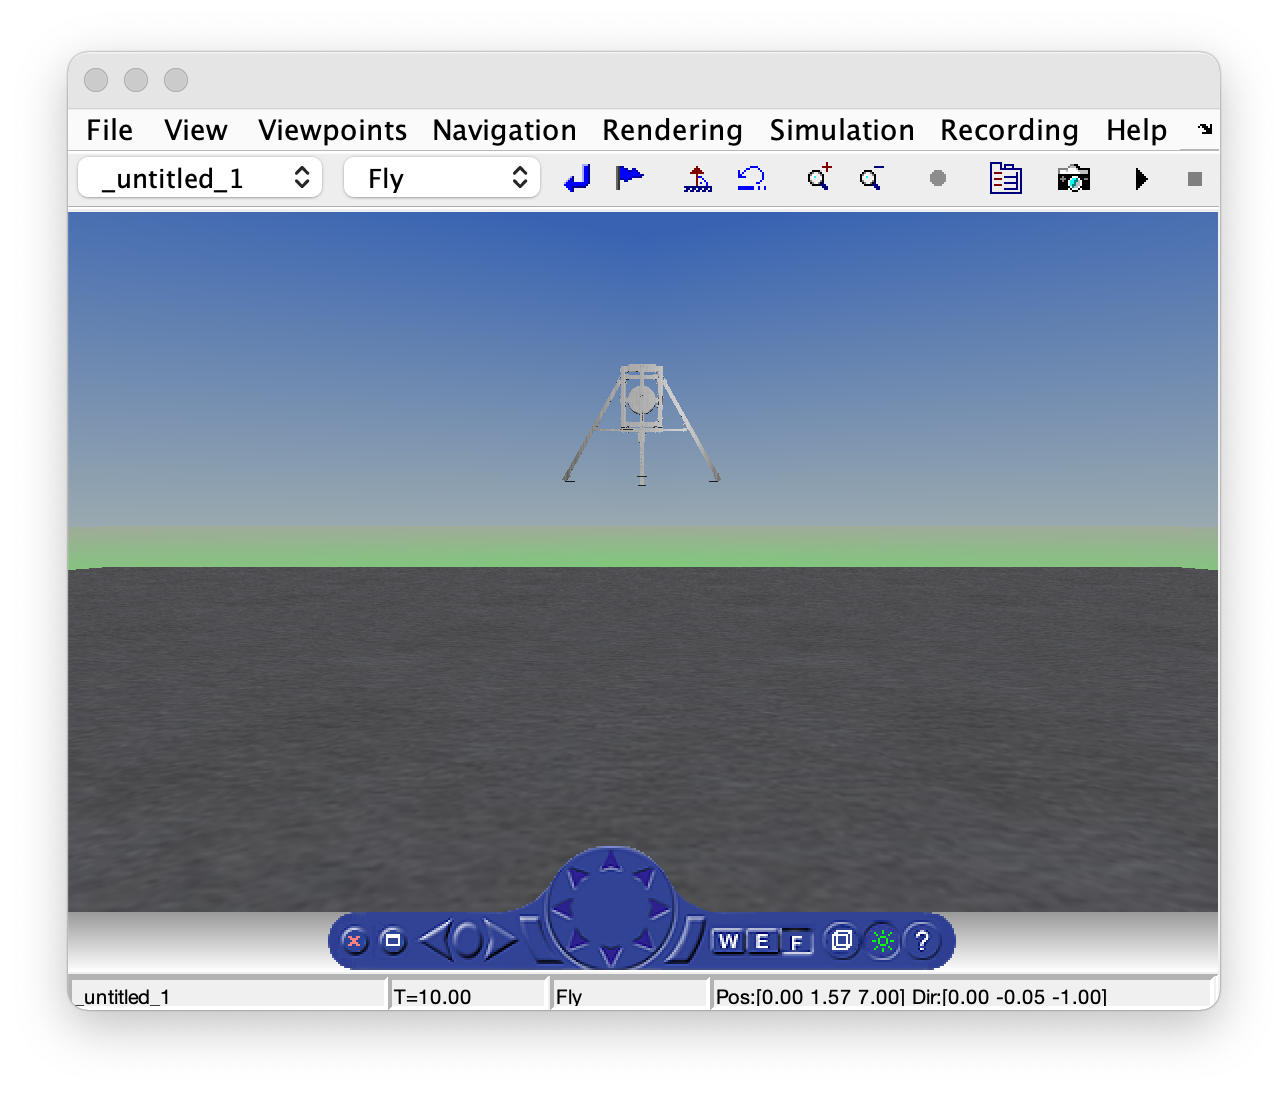 File View Viewpoints Navigation Rendering Simulation Recording Help
_untitled_1 Fly
W E F ?
_untitled_1 T=10.00 Fly Pos:[0.00 1.57 7.00] Dir:[0.00 -0.05 -1.00]